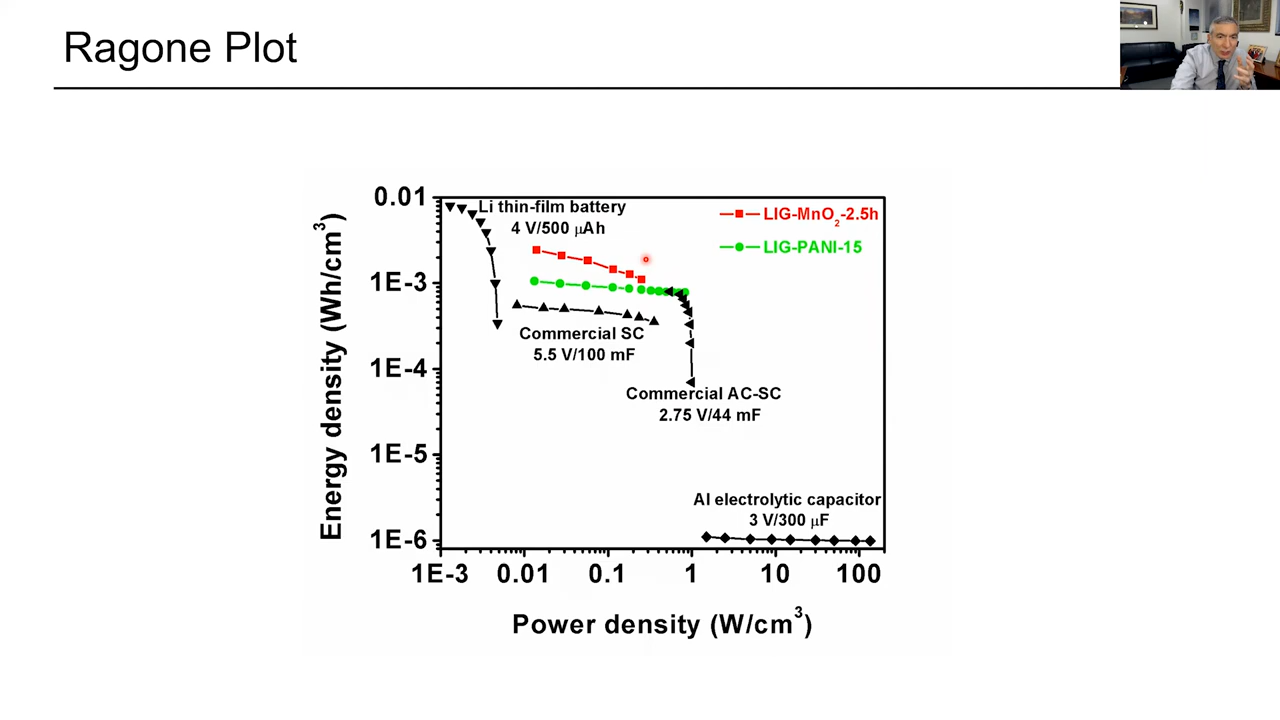 Ragone Plot
0.01
1E-3
1E-4
1E-5
1E-6
Energy density (Wh/cm³)
Li thin-film battery
4 V/500 μAh
LIG-MnO₂-2.5h
LIG-PANI-15
Commercial SC
5.5 V/100 mF
Commercial AC-SC
2.75 V/44 mF
Al electrolytic capacitor
3 V/300 μF
1E-3 0.01 0.1 1 10 100
Power density (W/cm³)